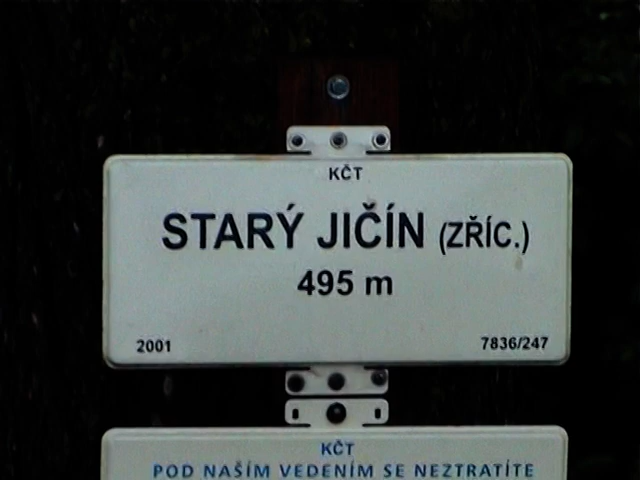 KČT
STARÝ JIČÍN (ZŘÍC.)
495 m
2001 7836/247
KČT
POD NAŠÍM VEDENÍM SE NEZTRATÍTE